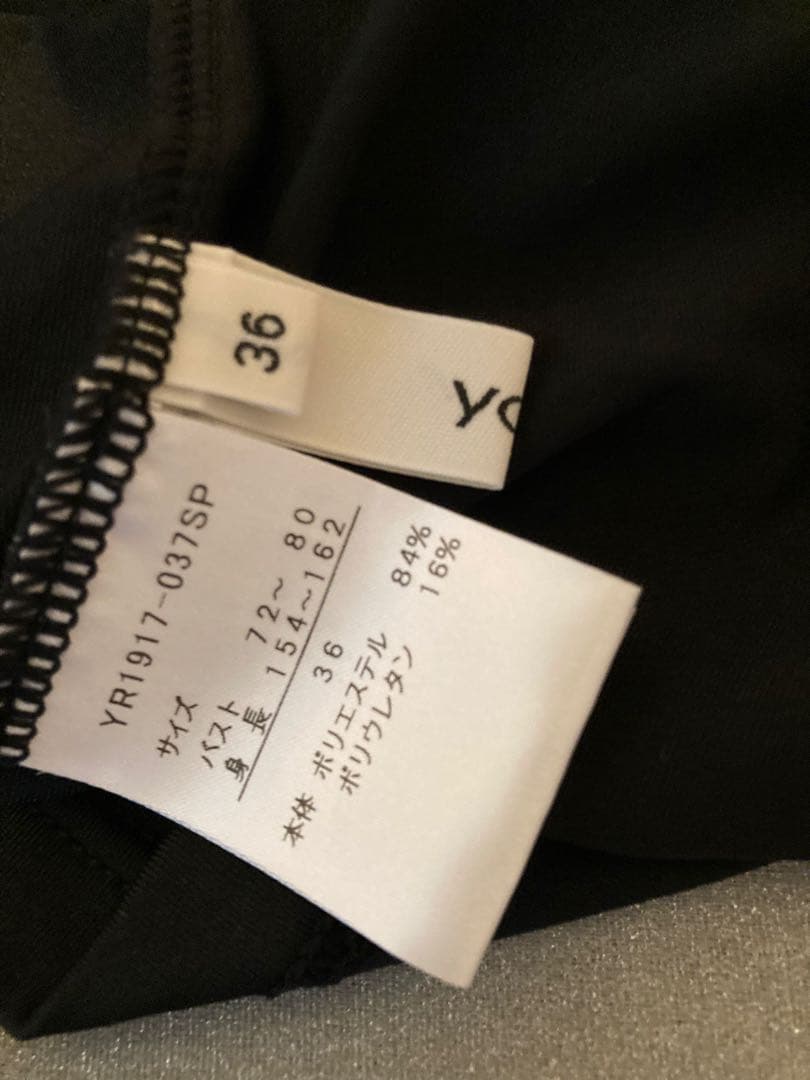 36
YO
YR1917-037SP
サイズ
バスト 72～ 80
身 長 154～162
36
本体 ポリエステル 84%
ポリウレタン 16%